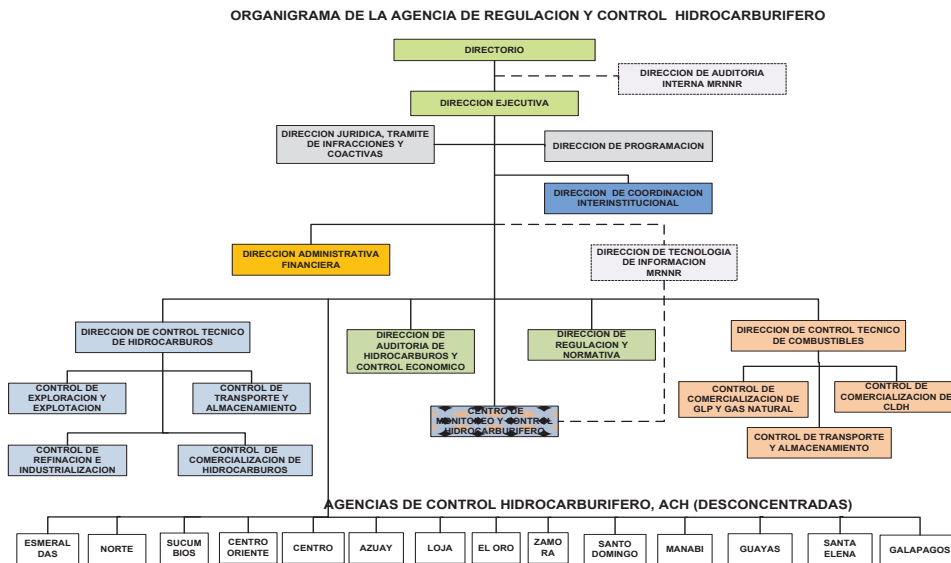 ORGANIGRAMA DE LA AGENCIA DE REGULACION Y CONTROL HIDROCARBURIFERO
DIRECTORIO
DIRECCION DE AUDITORIA
INTERNA MRNNR
DIRECCION EJECUTIVA
DIRECCION JURIDICA, TRAMITE
DE INFRACCIONES Y
COACTIVAS
DIRECCION DE PROGRAMACION
DIRECCION DE COORDINACION
INTERINSTITUCIONAL
DIRECCION ADMINISTRATIVA
FINANCIERA
DIRECCION DE TECNOLOGIA
DE INFORMACION
MRNNR
DIRECCION DE CONTROL TECNICO
DE HIDROCARBUROS
DIRECCION DE
AUDITORIA DE
HIDROCARBUROS Y
CONTROL ECONOMICO
DIRECCION DE
REGULACION Y
NORMATIVA
DIRECCION DE CONTROL TECNICO
DE COMBUSTIBLES
CONTROL DE
EXPLORACION Y
EXPLOTACION
CONTROL DE
TRANSPORTE Y
ALMACENAMIENTO
CONTROL DE
COMERCIALIZACION DE
GLP Y GAS NATURAL
CONTROL DE
COMERCIALIZACION DE
CLDH
CENTRO DE
MONITOREO Y CONTROL
HIDROCARBURIFERO
CONTROL DE
REFINACION E
INDUSTRIALIZACION
CONTROL DE
COMERCIALIZACION DE
HIDROCARBUROS
CONTROL DE TRANSPORTE
Y ALMACENAMIENTO
AGENCIAS DE CONTROL HIDROCARBURIFERO, ACH (DESCONCENTRADAS)
ESMERAL
DAS
NORTE
SUCUM
BIOS
CENTRO
ORIENTE
CENTRO
AZUAY
LOJA
EL ORO
ZAMO
RA
SANTO
DOMINGO
MANABI
GUAYAS
SANTA
ELENA
GALAPAGOS